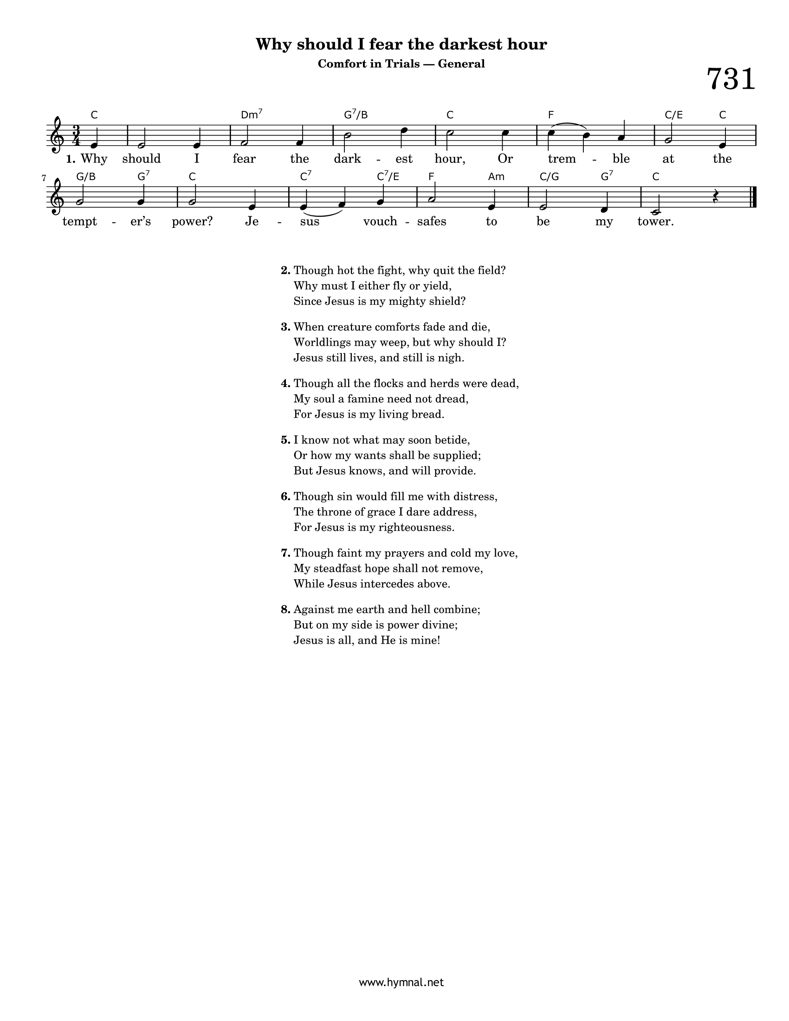 Why should I fear the darkest hour
Comfort in Trials — General
731
C Dm7 G7/B C F C/E C
3 4
1. Why should I fear the dark - est hour, Or trem - ble at the
7 G/B G7 C C7 C7/E F Am C/G G7 C
tempt - er's power? Je - sus vouch - safes to be my tower.
2. Though hot the fight, why quit the field?
Why must I either fly or yield,
Since Jesus is my mighty shield?
3. When creature comforts fade and die,
Worldlings may weep, but why should I?
Jesus still lives, and still is nigh.
4. Though all the flocks and herds were dead,
My soul a famine need not dread,
For Jesus is my living bread.
5. I know not what may soon betide,
Or how my wants shall be supplied;
But Jesus knows, and will provide.
6. Though sin would fill me with distress,
The throne of grace I dare address,
For Jesus is my righteousness.
7. Though faint my prayers and cold my love,
My steadfast hope shall not remove,
While Jesus intercedes above.
8. Against me earth and hell combine;
But on my side is power divine;
Jesus is all, and He is mine!
www.hymnal.net